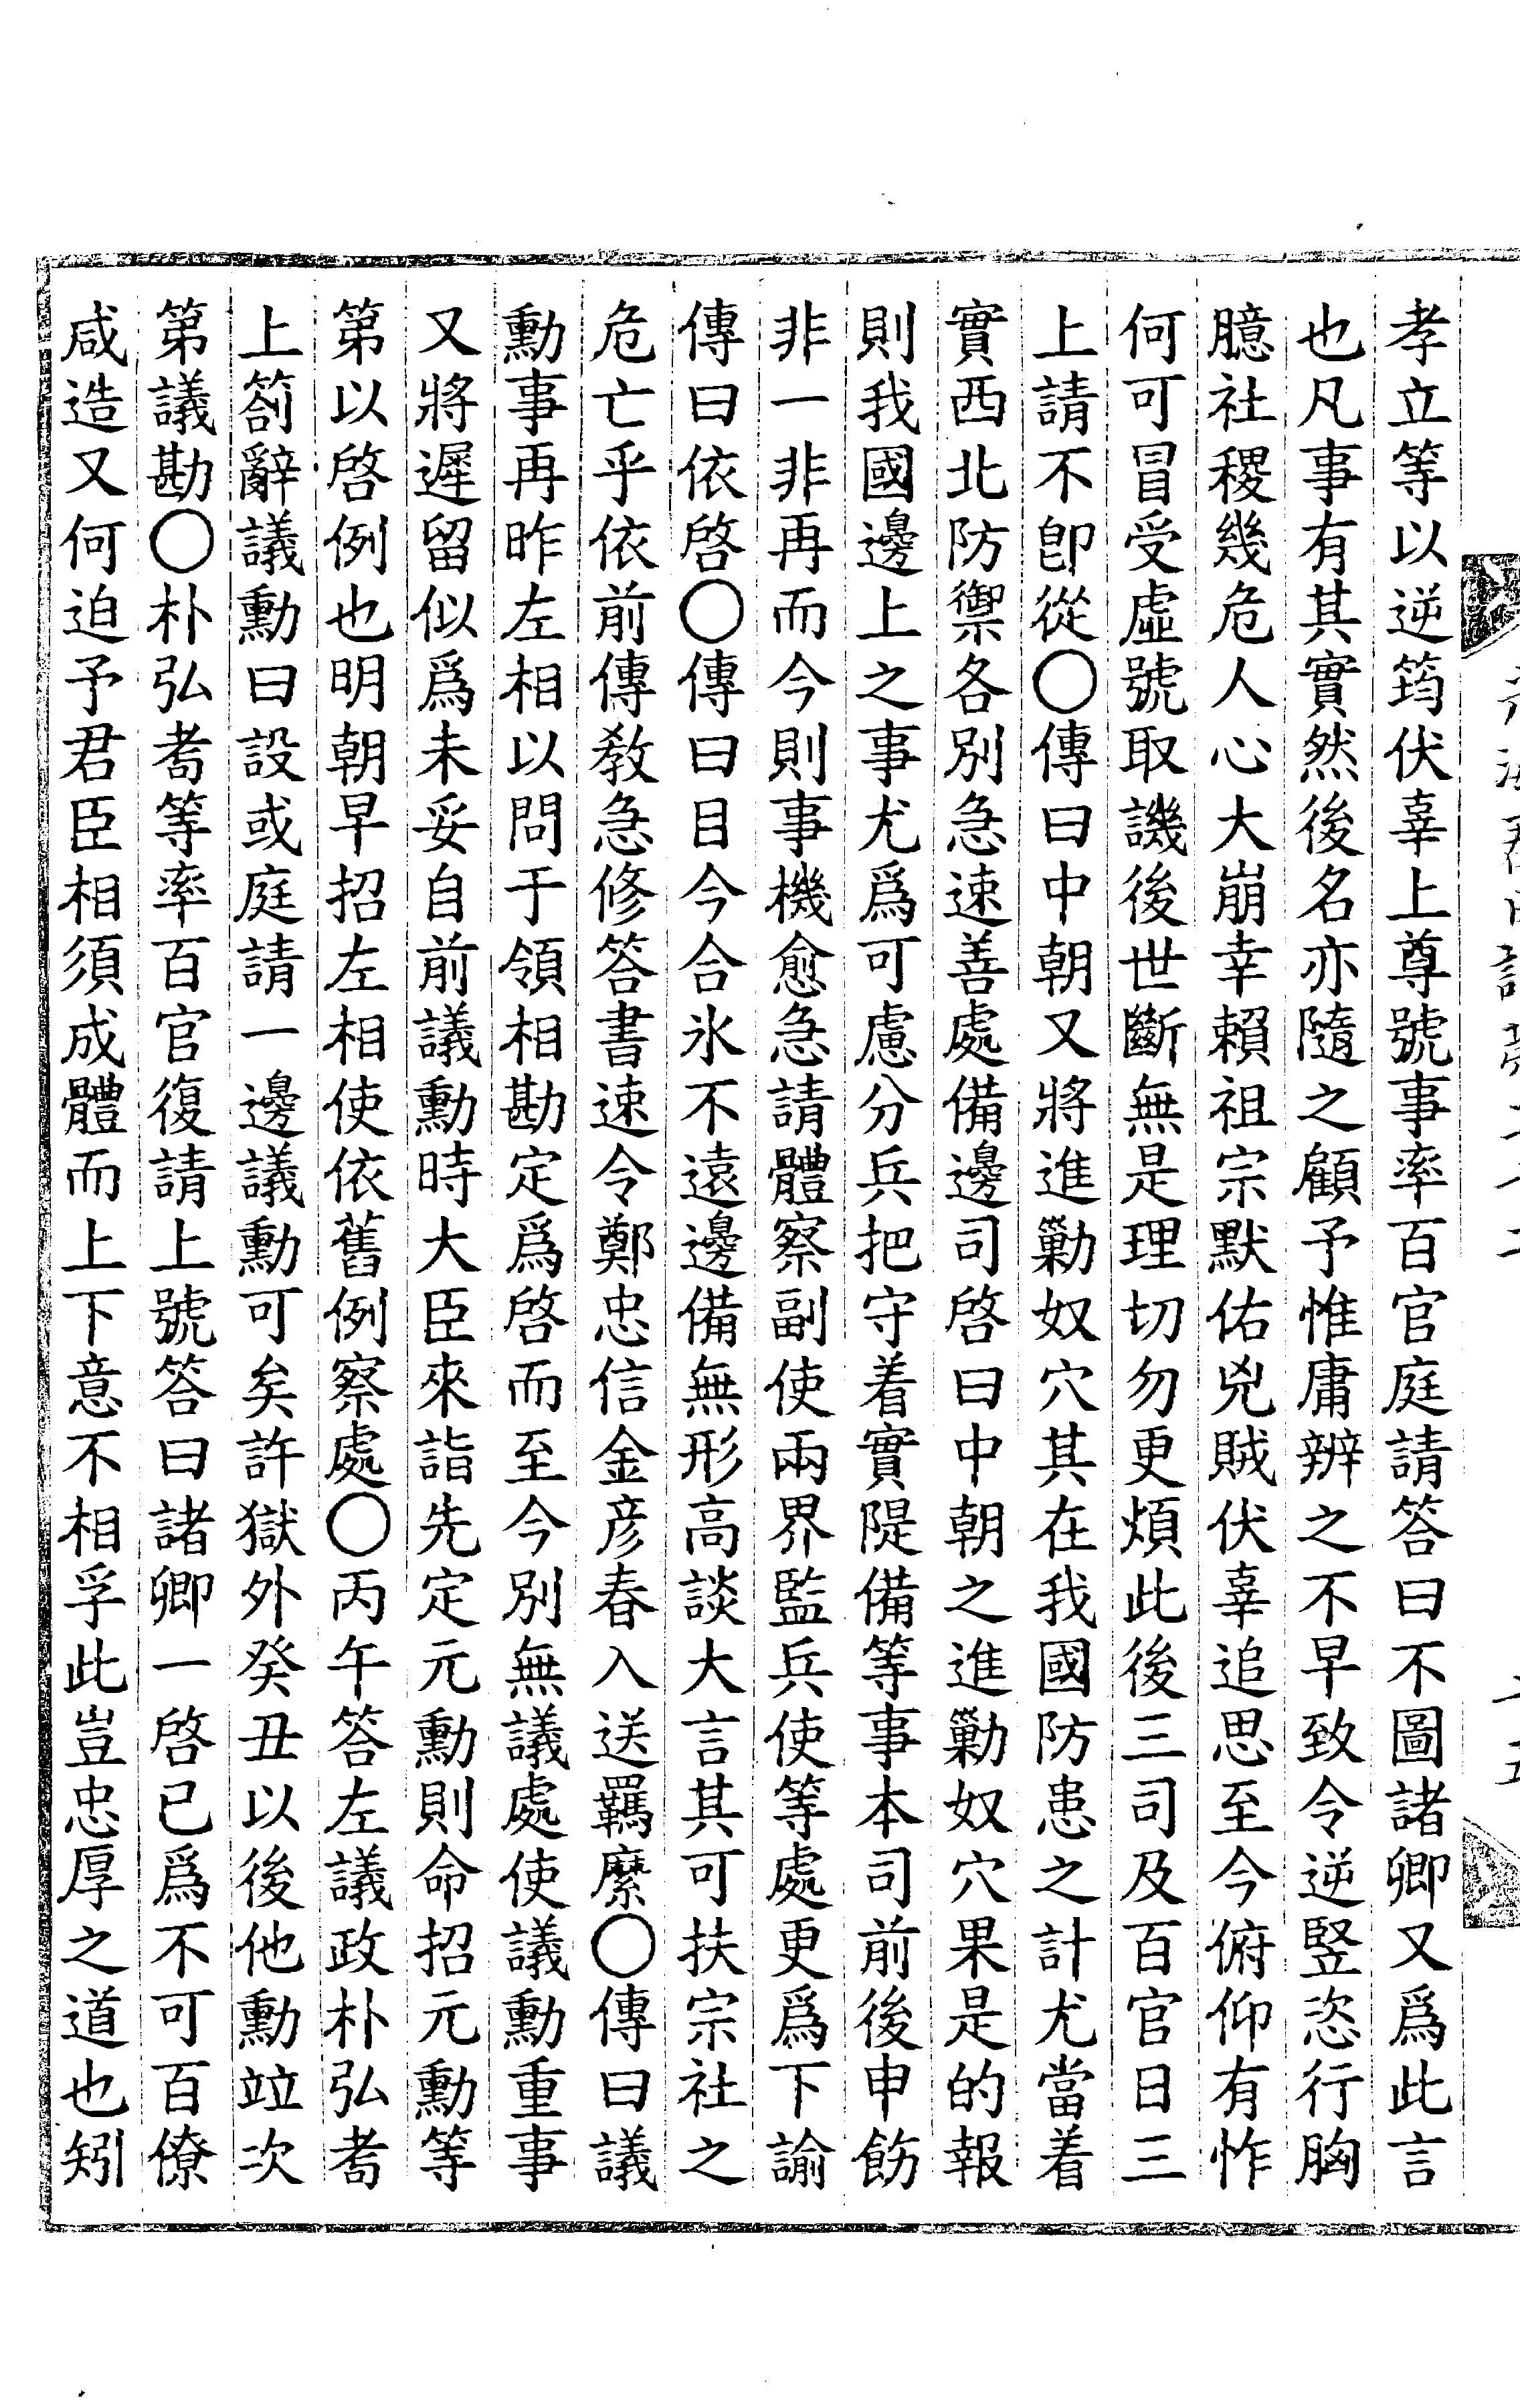 孝立等以逆筠伏辜上尊號事率百官庭請答曰不圖諸卿又爲此言
也凡事有其實然後名亦隨之顧予惟庸辨之不早致令逆竪恣行胸
臆社稷幾危人心大崩幸賴祖宗默佑兇賊伏辜追思至今俯仰有怍
何可冒受虛號取譏後世斷無是理切勿更煩此後三司及百官日三
上請不卽從〇傳曰中朝又將進勦奴穴其在我國防患之計尤當着
實西北防禦各別急速善處備邊司啓曰中朝之進勦奴穴果是的報
則我國邊上之事尤爲可慮分兵把守着實隄備等事本司前後申飭
非一非再而今則事機愈急請體察副使兩界監兵使等處更爲下諭
傳曰依啓〇傳曰目今合氷不遠邊備無形高談大言其可扶宗社之
危亡乎依前傳敎急修答書速令鄭忠信金彦春入送羈縻〇傳曰議
勳事再昨左相以問于領相勘定爲啓而至今別無議處使議勳重事
又將遲留似爲未妥自前議勳時大臣來詣先定元勳則命招元勳等
第以啓例也明朝早招左相使依舊例察處〇丙午答左議政朴弘耉
上箚辭議勳曰設或庭請一邊議勳可矣許獄外癸丑以後他勳竝次
第議勘〇朴弘耉等率百官復請上號答曰諸卿一啓已爲不可百僚
咸造又何迫予君臣相須成體而上下意不相孚此豈忠厚之道也矧